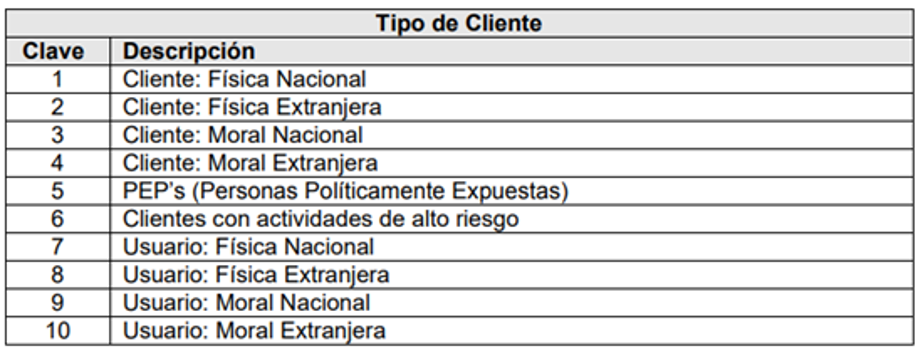 Tipo de Cliente
Clave Descripción
1 Cliente: Física Nacional
2 Cliente: Física Extranjera
3 Cliente: Moral Nacional
4 Cliente: Moral Extranjera
5 PEP’s (Personas Políticamente Expuestas)
6 Clientes con actividades de alto riesgo
7 Usuario: Física Nacional
8 Usuario: Física Extranjera
9 Usuario: Moral Nacional
10 Usuario: Moral Extranjera